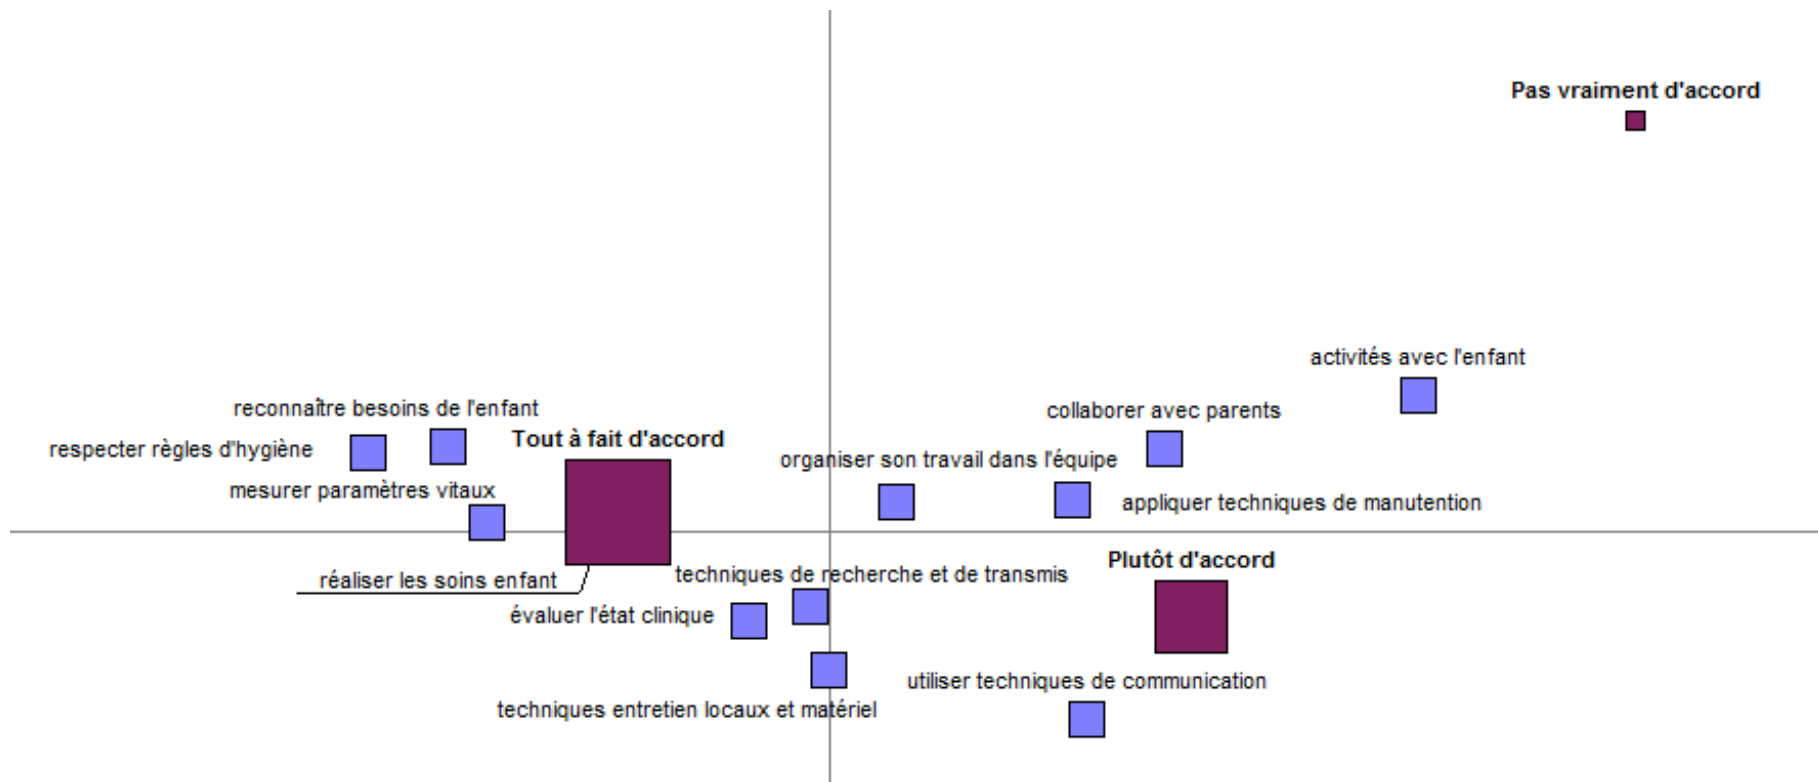 Pas vraiment d'accord
activités avec l'enfant
reconnaître besoins de l'enfant
collaborer avec parents
respecter règles d'hygiène
Tout à fait d'accord
organiser son travail dans l'équipe
mesurer paramètres vitaux
appliquer techniques de manutention
Plutôt d'accord
réaliser les soins enfant
techniques de recherche et de transmis
évaluer l'état clinique
utiliser techniques de communication
techniques entretien locaux et matériel